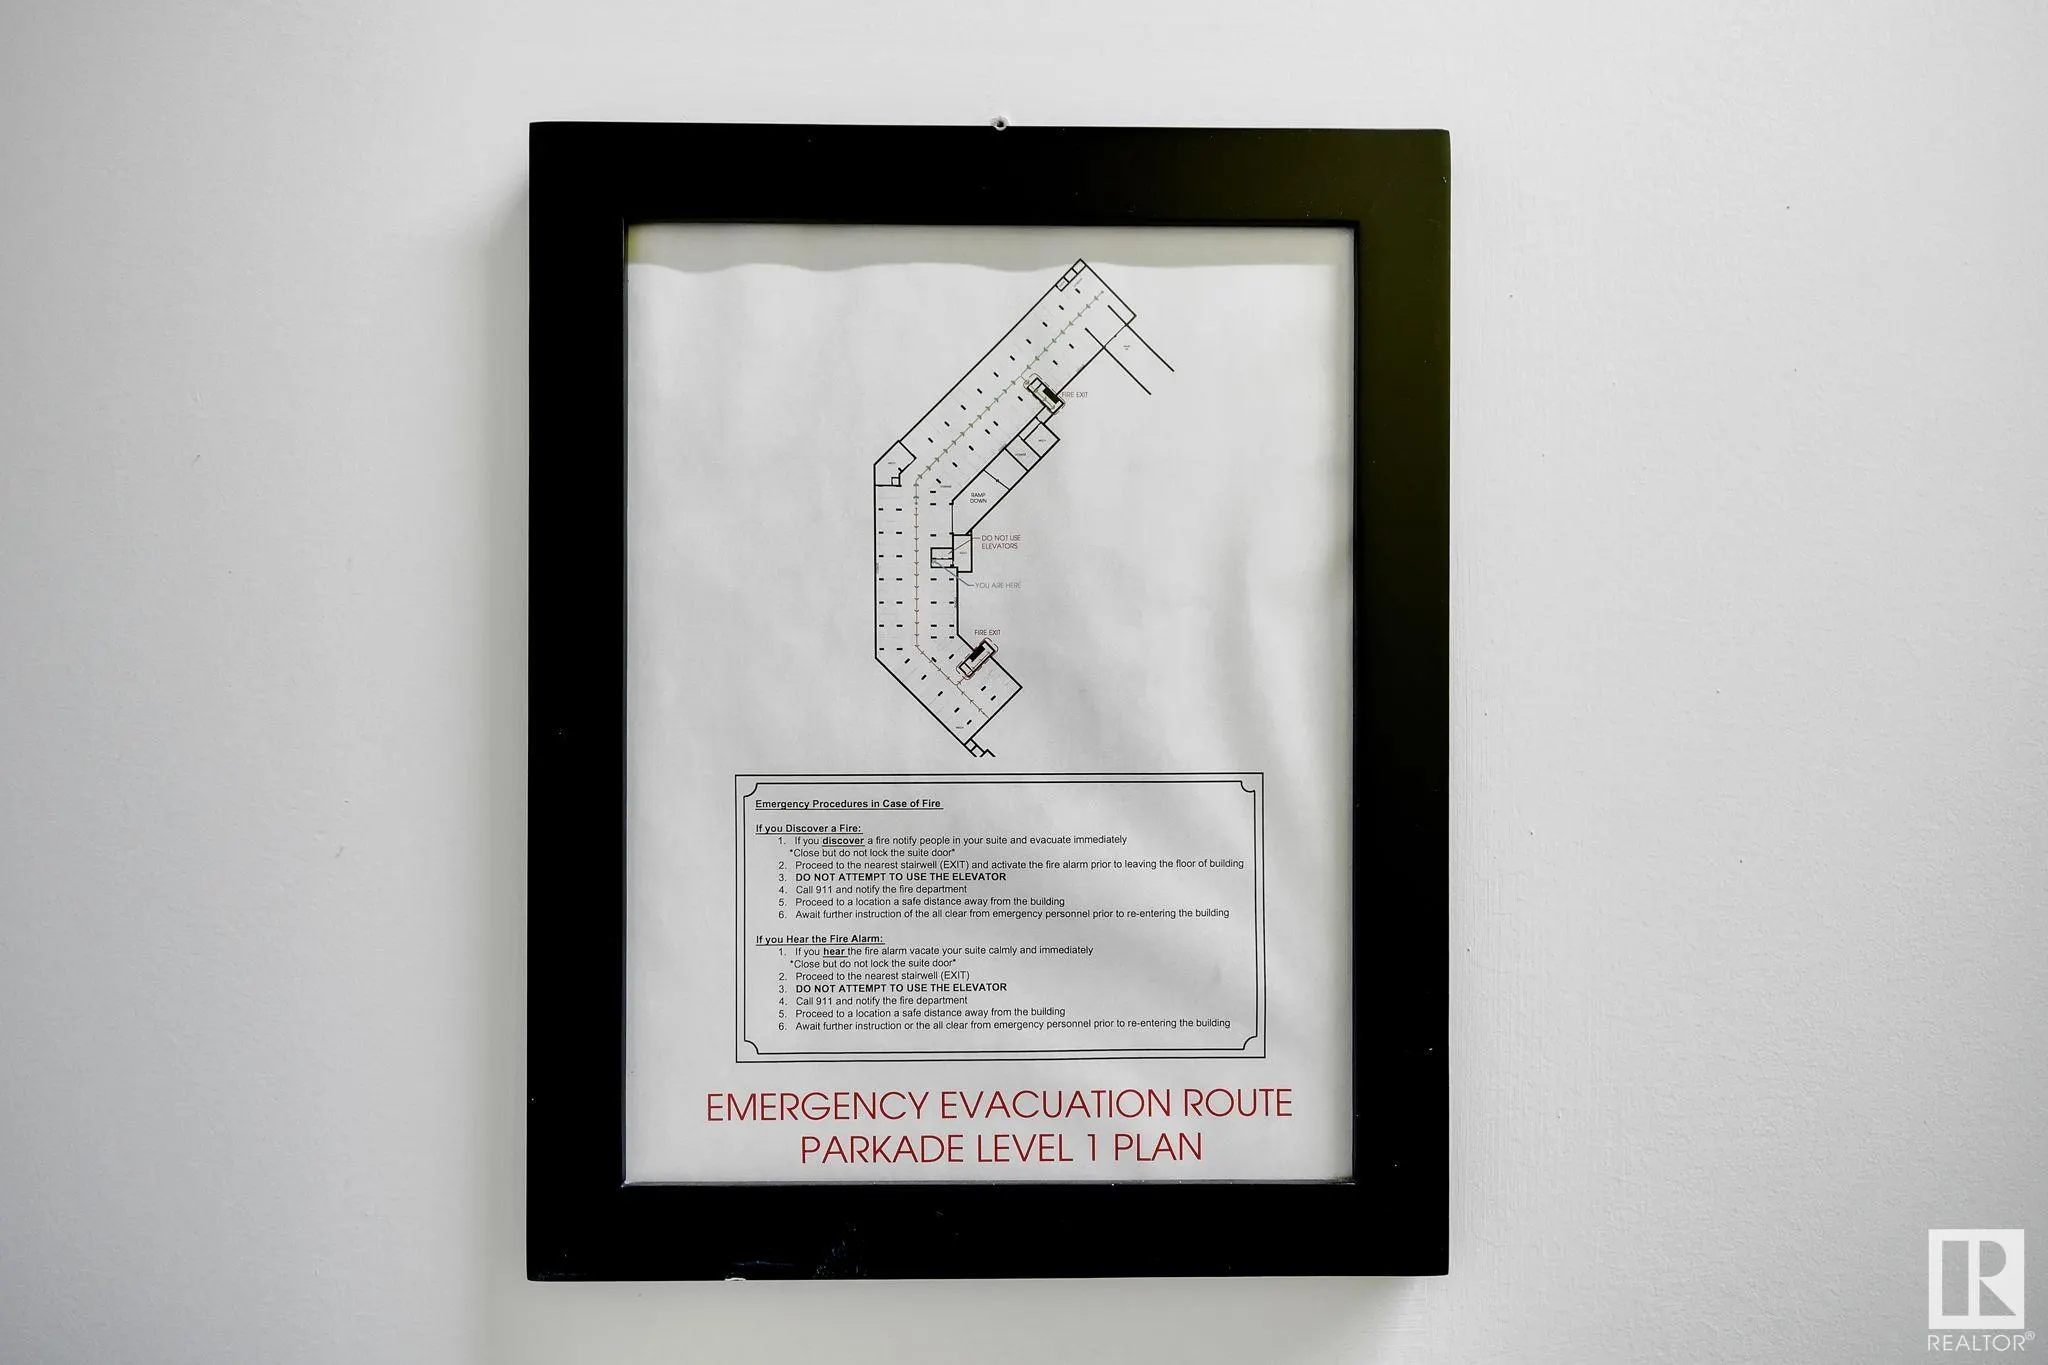 FIRE EXIT
RAMP
DOWN
DO NOT USE
ELEVATORS
YOU ARE HERE
FIRE EXIT
Emergency Procedures in Case of Fire
If you Discover a Fire:
1. If you discover a fire notify people in your suite and evacuate immediately
*Close but do not lock the suite door*
2. Proceed to the nearest stairwell (EXIT) and activate the fire alarm prior to leaving the floor of building
3. DO NOT ATTEMPT TO USE THE ELEVATOR
4. Call 911 and notify the fire department
5. Proceed to a location a safe distance away from the building
6. Await further instruction of the all clear from emergency personnel prior to re-entering the building
If you Hear the Fire Alarm:
1. If you hear the fire alarm vacate your suite calmly and immediately
*Close but do not lock the suite door*
2. Proceed to the nearest stairwell (EXIT)
3. DO NOT ATTEMPT TO USE THE ELEVATOR
4. Call 911 and notify the fire department
5. Proceed to a location a safe distance away from the building
6. Await further instruction or the all clear from emergency personnel prior to re-entering the building
EMERGENCY EVACUATION ROUTE
PARKADE LEVEL 1 PLAN
R
REALTOR®